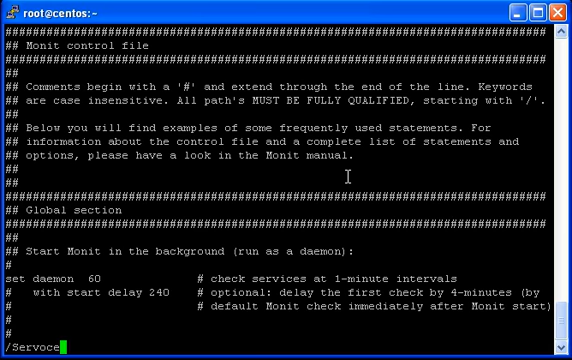 root@centos:~
###############################################################################
## Monit control file
###############################################################################
##
## Comments begin with a '#' and extend through the end of the line. Keywords
## are case insensitive. All path's MUST BE FULLY QUALIFIED, starting with '/'.
##
## Below you will find examples of some frequently used statements. For
## information about the control file and a complete list of statements and
## options, please have a look in the Monit manual.
##
##
###############################################################################
## Global section
###############################################################################
##
## Start Monit in the background (run as a daemon):
#
set daemon  60              # check services at 1-minute intervals
#   with start delay 240    # optional: delay the first check by 4-minutes (by
#                           # default Monit check immediately after Monit start)
#
#
/Servoce